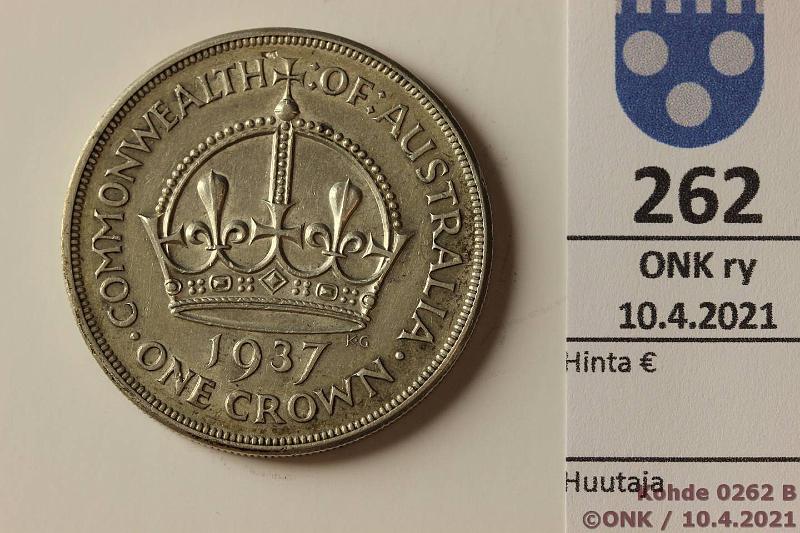 ·COMMONWEALTH·OF·AUSTRALIA·
1937 KG
ONE CROWN
262
ONK ry
10.4.2021
Hinta €
Huutaja
Kohde 0262 B
©ONK / 10.4.2021